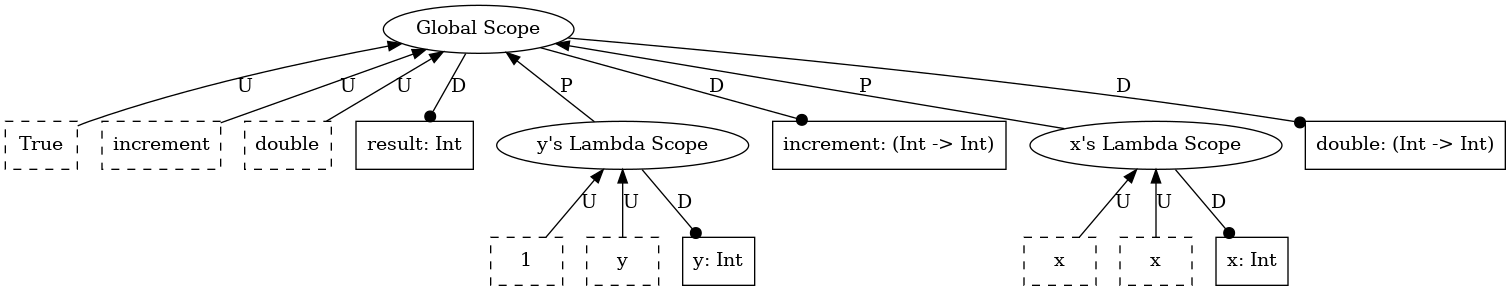 Global Scope
U
U
U
D
P
D
P
D
True
increment
double
result: Int
y's Lambda Scope
increment: (Int -> Int)
x's Lambda Scope
double: (Int -> Int)
U
U
D
U
U
D
1
y
y: Int
x
x
x: Int